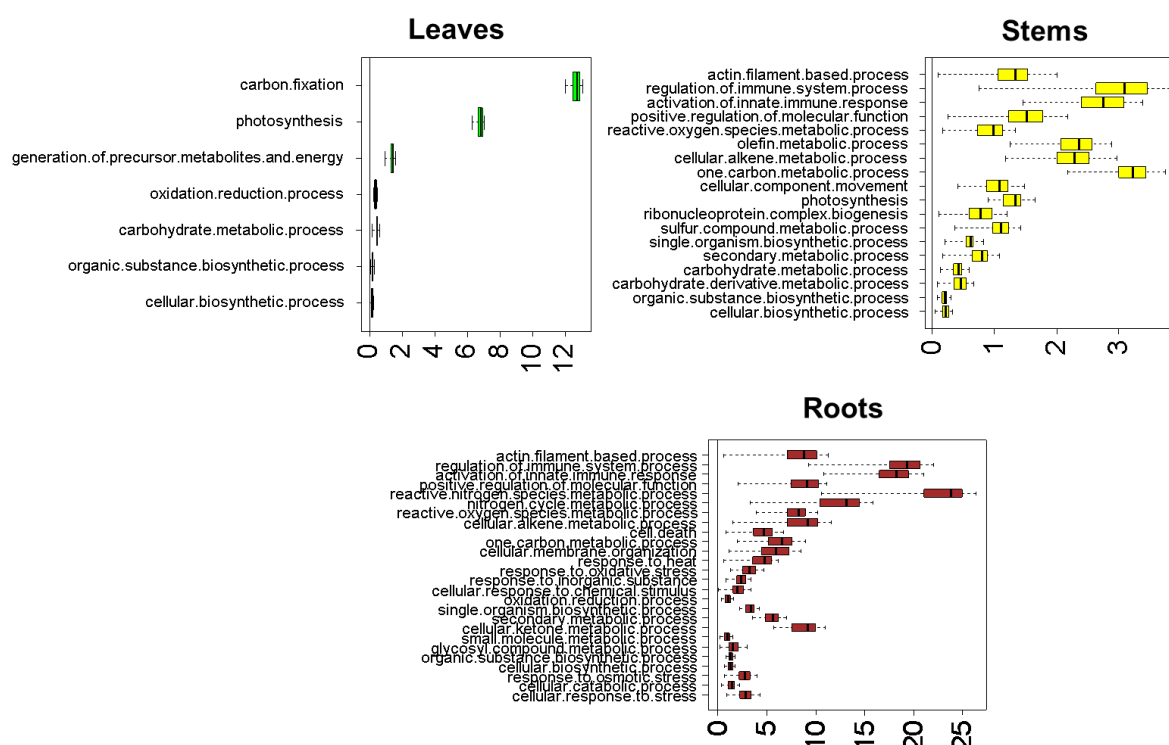 Leaves
carbon.fixation
photosynthesis
generation.of.precursor.metabolites.and.energy
oxidation.reduction.process
carbohydrate.metabolic.process
organic.substance.biosynthetic.process
cellular.biosynthetic.process
0 2 4 6 8 10 12
Stems
actin.filament.based.process
regulation.of.immune.system.process
activation.of.innate.immune.response
positive.regulation.of.molecular.function
reactive.oxygen.species.metabolic.process
olefin.metabolic.process
cellular.alkene.metabolic.process
one.carbon.metabolic.process
cellular.component.movement
photosynthesis
ribonucleoprotein.complex.biogenesis
sulfur.compound.metabolic.process
single.organism.biosynthetic.process
secondary.metabolic.process
carbohydrate.metabolic.process
carbohydrate.derivative.metabolic.process
organic.substance.biosynthetic.process
cellular.biosynthetic.process
0 1 2 3
Roots
actin.filament.based.process
regulation.of.immune.system.process
activation.of.innate.immune.response
positive.regulation.of.molecular.function
reactive.nitrogen.species.metabolic.process
nitrogen.cycle.metabolic.process
reactive.oxygen.species.metabolic.process
cellular.alkene.metabolic.process
cell.death
one.carbon.metabolic.process
cellular.membrane.organization
response.to.heat
response.to.oxidative.stress
response.to.inorganic.substance
cellular.response.to.chemical.stimulus
oxidation.reduction.process
single.organism.biosynthetic.process
secondary.metabolic.process
cellular.ketone.metabolic.process
small.molecule.metabolic.process
glycosyl.compound.metabolic.process
organic.substance.biosynthetic.process
cellular.biosynthetic.process
response.to.osmotic.stress
cellular.catabolic.process
cellular.response.to.stress
0 5 10 15 20 25